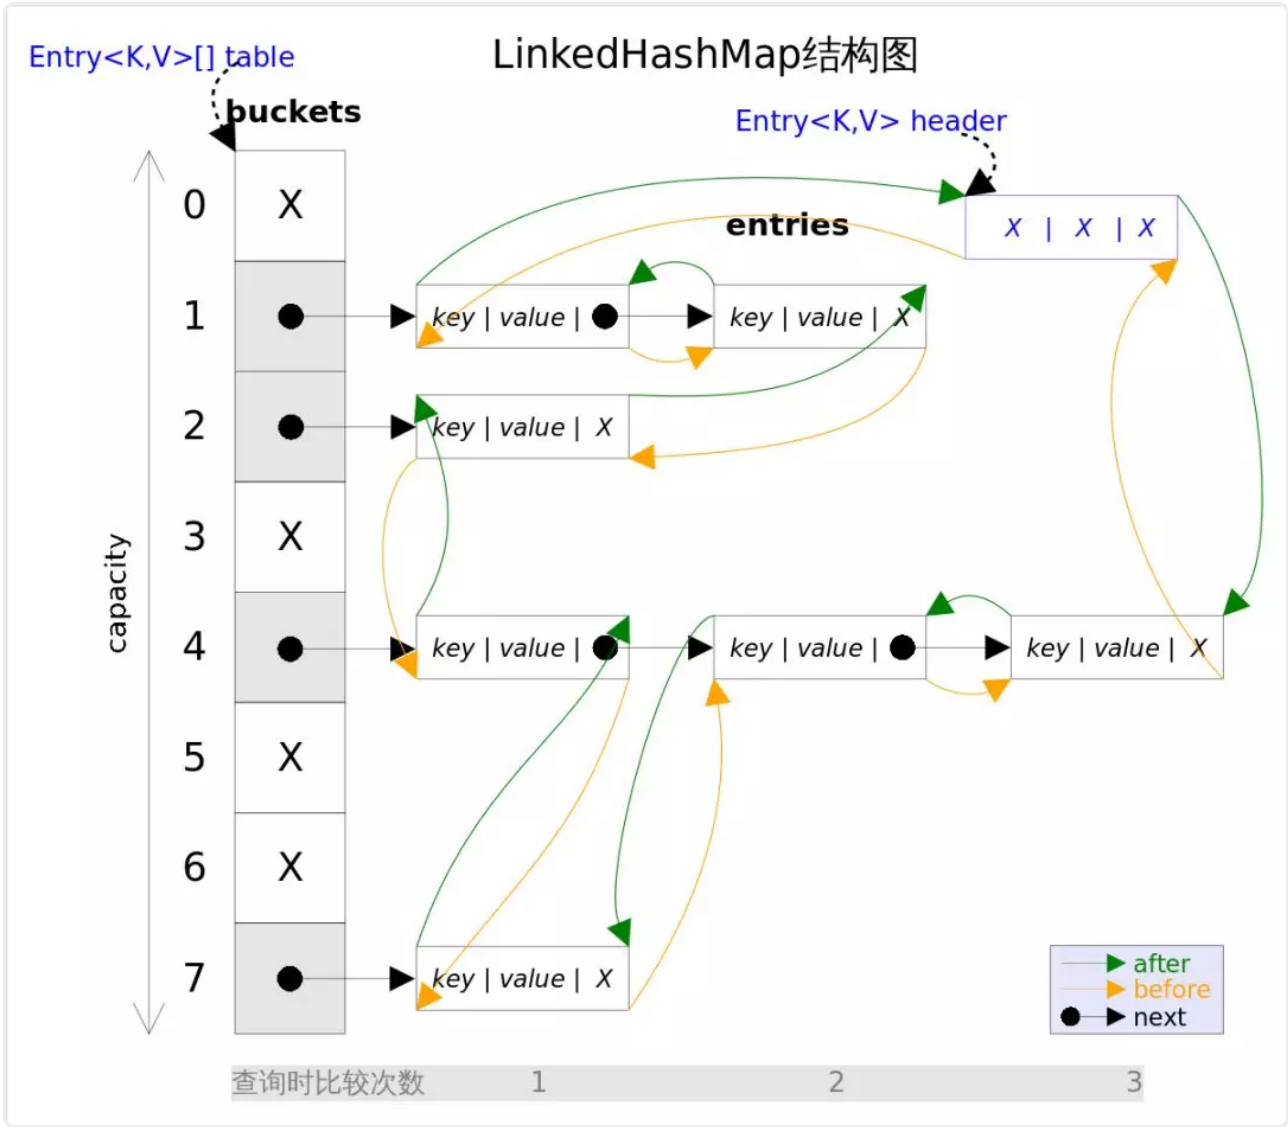 LinkedHashMap结构图
Entry<K,V>[] table
buckets
Entry<K,V> header
0 X
X | X | X
entries
1 key | value | key | value | X
2 key | value | X
3 X
capacity
4 key | value | key | value | key | value | X
5 X
6 X
7 key | value | X
after
before
next
查询时比较次数 1 2 3